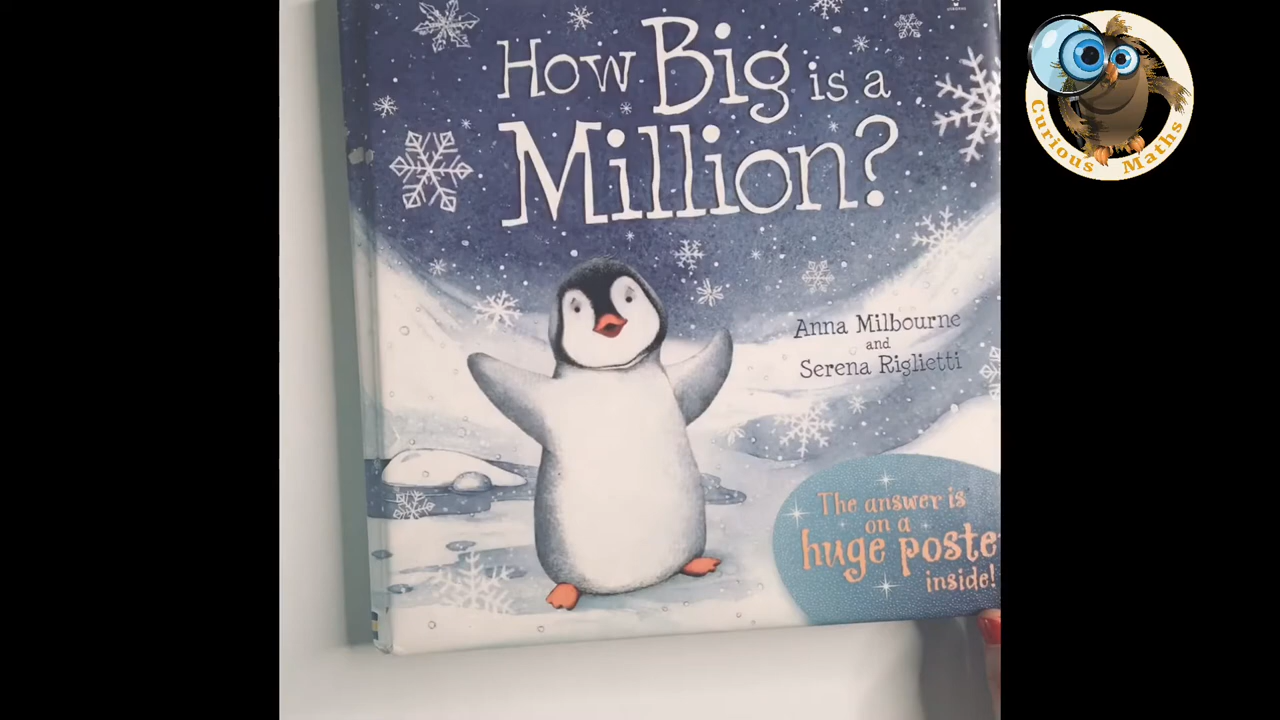 How Big is a
Million?
Anna Milbourne
and
Serena Riglietti
The answer is
on a
huge poste
inside!
Curious Maths